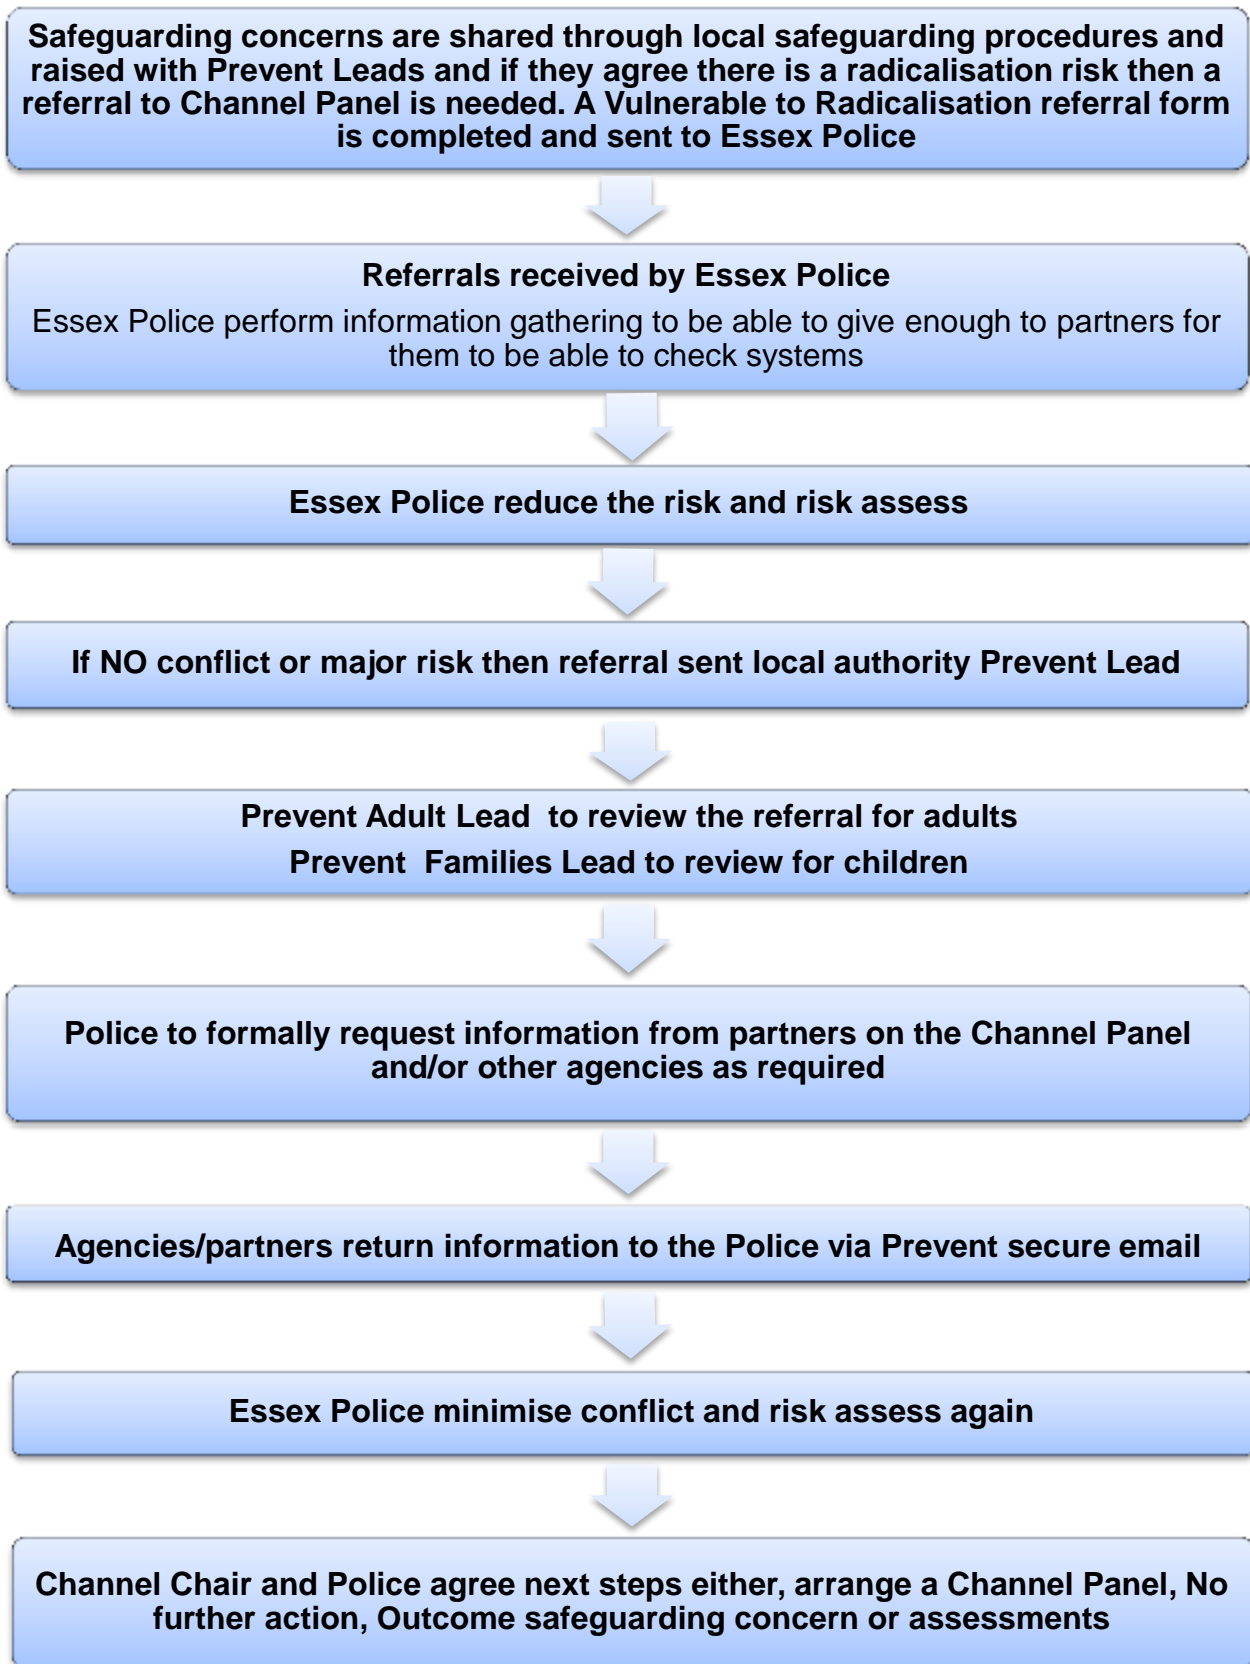 Safeguarding concerns are shared through local safeguarding procedures and
raised with Prevent Leads and if they agree there is a radicalisation risk then a
referral to Channel Panel is needed. A Vulnerable to Radicalisation referral form
is completed and sent to Essex Police
Referrals received by Essex Police
Essex Police perform information gathering to be able to give enough to partners for
them to be able to check systems
Essex Police reduce the risk and risk assess
If NO conflict or major risk then referral sent local authority Prevent Lead
Prevent Adult Lead to review the referral for adults
Prevent Families Lead to review for children
Police to formally request information from partners on the Channel Panel
and/or other agencies as required
Agencies/partners return information to the Police via Prevent secure email
Essex Police minimise conflict and risk assess again
Channel Chair and Police agree next steps either, arrange a Channel Panel, No
further action, Outcome safeguarding concern or assessments